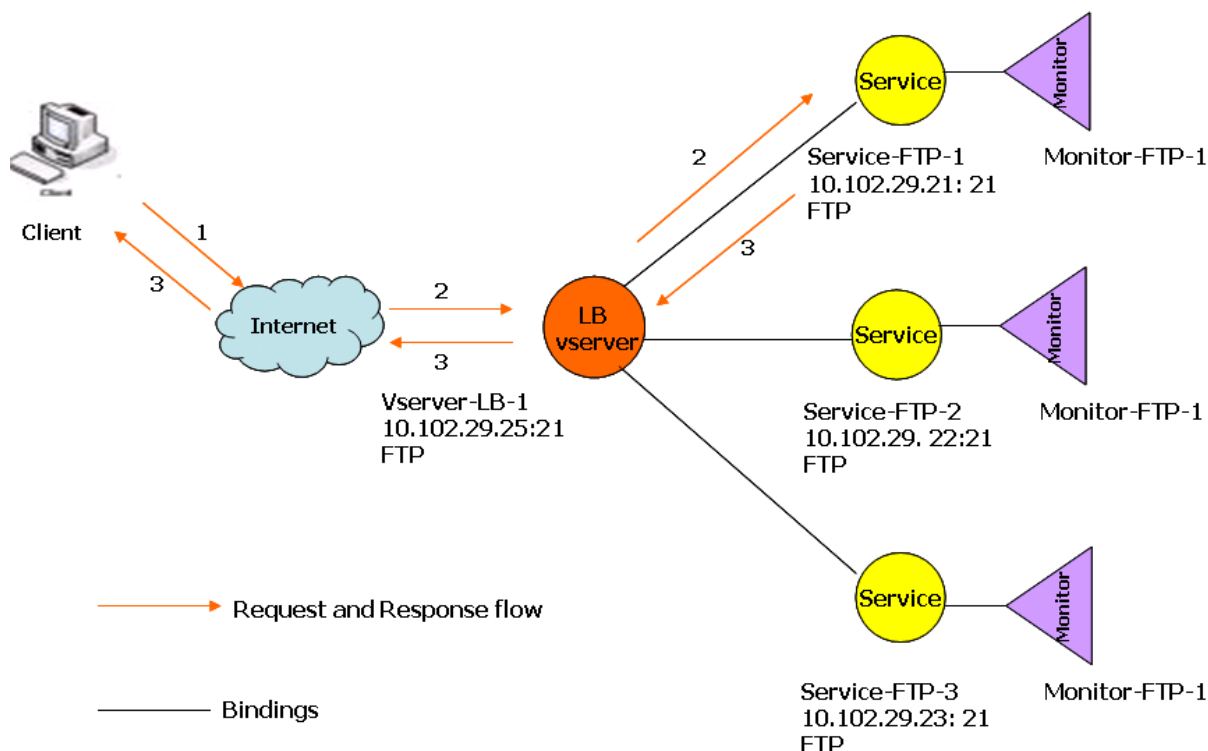 Service
Monitor
2
Service-FTP-1
10.102.29.21: 21
FTP
Monitor-FTP-1
Client
Client
1
3
3
2
Internet
LB
vserver
3
Service
Monitor
Vserver-LB-1
10.102.29.25:21
FTP
Service-FTP-2
10.102.29. 22:21
FTP
Monitor-FTP-1
Service
Monitor
Request and Response flow
Service-FTP-3
10.102.29.23: 21
FTP
Monitor-FTP-1
Bindings